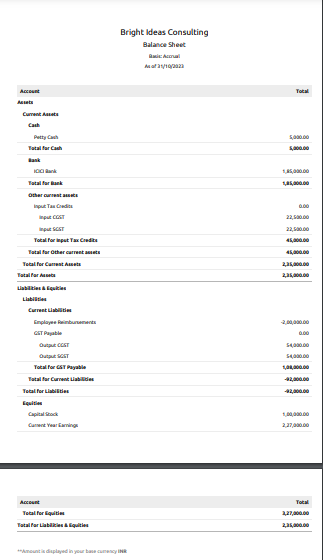 Bright Ideas Consulting
Balance Sheet
Basis: Accrual
As of 31/10/2023
Account Total
Assets
Current Assets
Cash
Petty Cash 5,000.00
Total for Cash 5,000.00
Bank
ICICI Bank 1,85,000.00
Total for Bank 1,85,000.00
Other current assets
Input Tax Credits 0.00
Input CGST 22,500.00
Input SGST 22,500.00
Total for Input Tax Credits 45,000.00
Total for Other current assets 45,000.00
Total for Current Assets 2,35,000.00
Total for Assets 2,35,000.00
Liabilities & Equities
Liabilities
Current Liabilities
Employee Reimbursements -2,00,000.00
GST Payable 0.00
Output CGST 54,000.00
Output SGST 54,000.00
Total for GST Payable 1,08,000.00
Total for Current Liabilities -92,000.00
Total for Liabilities -92,000.00
Equities
Capital Stock 1,00,000.00
Current Year Earnings 2,27,000.00
Account Total
Total for Equities 3,27,000.00
Total for Liabilities & Equities 2,35,000.00
**Amount is displayed in your base currency INR